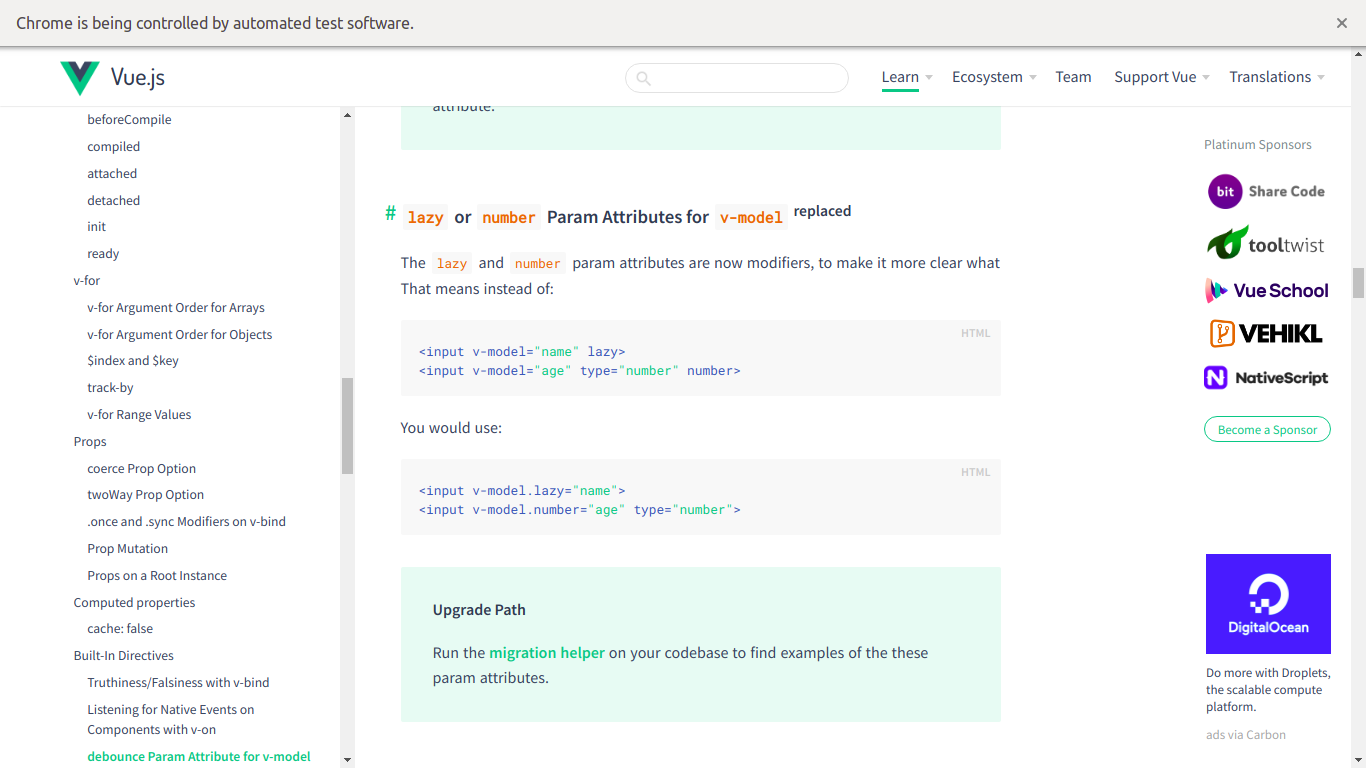 Chrome is being controlled by automated test software.
Vue.js
Learn
Ecosystem
Team
Support Vue
Translations
beforeCompile
compiled
attached
detached
init
ready
v-for
v-for Argument Order for Arrays
v-for Argument Order for Objects
$index and $key
track-by
v-for Range Values
Props
coerce Prop Option
twoWay Prop Option
.once and .sync Modifiers on v-bind
Prop Mutation
Props on a Root Instance
Computed properties
cache: false
Built-In Directives
Truthiness/Falsiness with v-bind
Listening for Native Events on
Components with v-on
debounce Param Attribute for v-model
attribute.
# lazy or number Param Attributes for v-model replaced
The lazy and number param attributes are now modifiers, to make it more clear what
That means instead of:
HTML
<input v-model="name" lazy>
<input v-model="age" type="number" number>
You would use:
HTML
<input v-model.lazy="name">
<input v-model.number="age" type="number">
Upgrade Path
Run the migration helper on your codebase to find examples of the these
param attributes.
Platinum Sponsors
bit Share Code
tooltwist
Vue School
VEHIKL
NativeScript
Become a Sponsor
DigitalOcean
Do more with Droplets,
the scalable compute
platform.
ads via Carbon